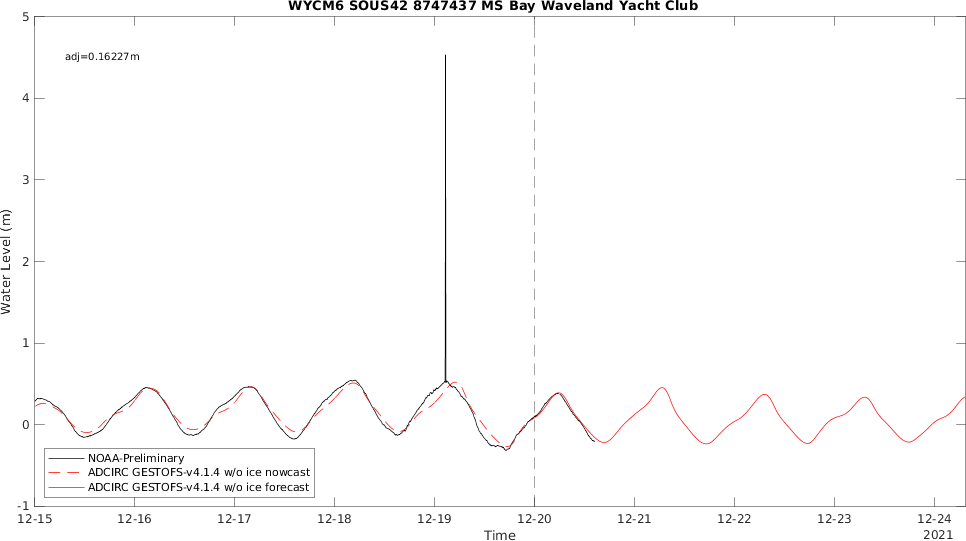 WYCM6 SOUS42 8747437 MS Bay Waveland Yacht Club
5
adj=0.16227m
4
3
2
1
0
-1
Water Level (m)
NOAA-Preliminary
ADCIRC GESTOFS-v4.1.4 w/o ice nowcast
ADCIRC GESTOFS-v4.1.4 w/o ice forecast
12-15 12-16 12-17 12-18 12-19 12-20 12-21 12-22 12-23 12-24
Time
2021